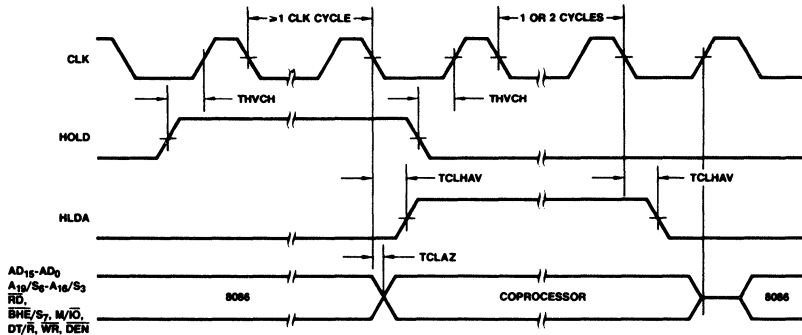 >1 CLK CYCLE
1 OR 2 CYCLES
CLK
THVCH
THVCH
HOLD
TCLHAV
TCLHAV
HLDA
TCLAZ
AD15-AD0
A19/S6-A16/S3
RD,
BHE/S7, M/IO,
DT/R, WR, DEN
8086
COPROCESSOR
8086